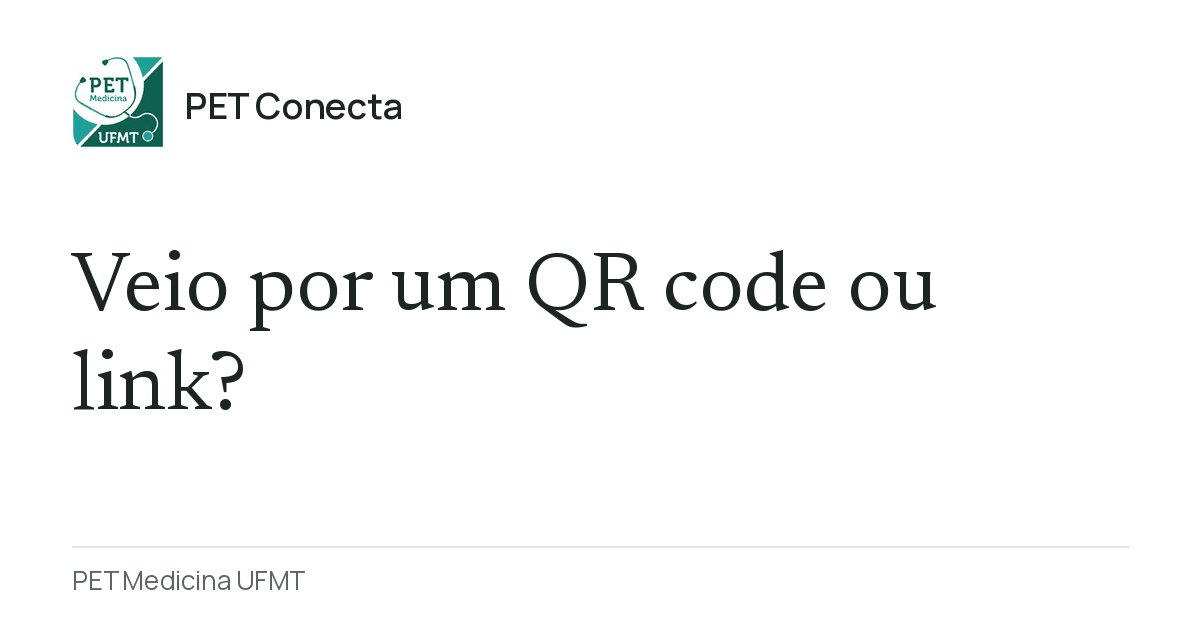 PET
Medicina
UFMT
PET Conecta
Veio por um QR code ou
link?
PET Medicina UFMT